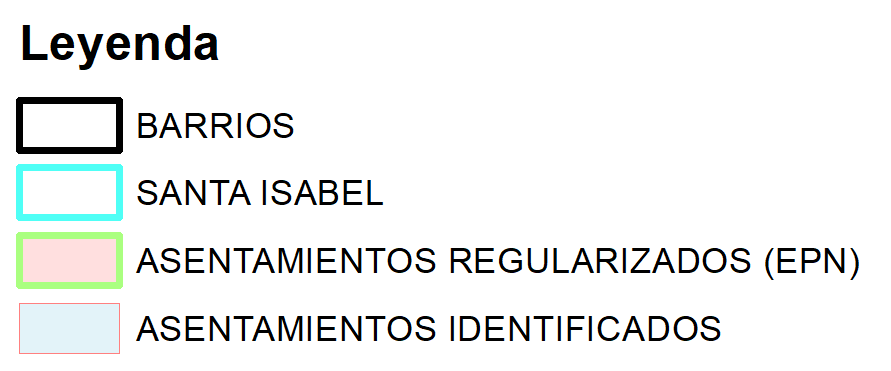 Leyenda
BARRIOS
SANTA ISABEL
ASENTAMIENTOS REGULARIZADOS (EPN)
ASENTAMIENTOS IDENTIFICADOS